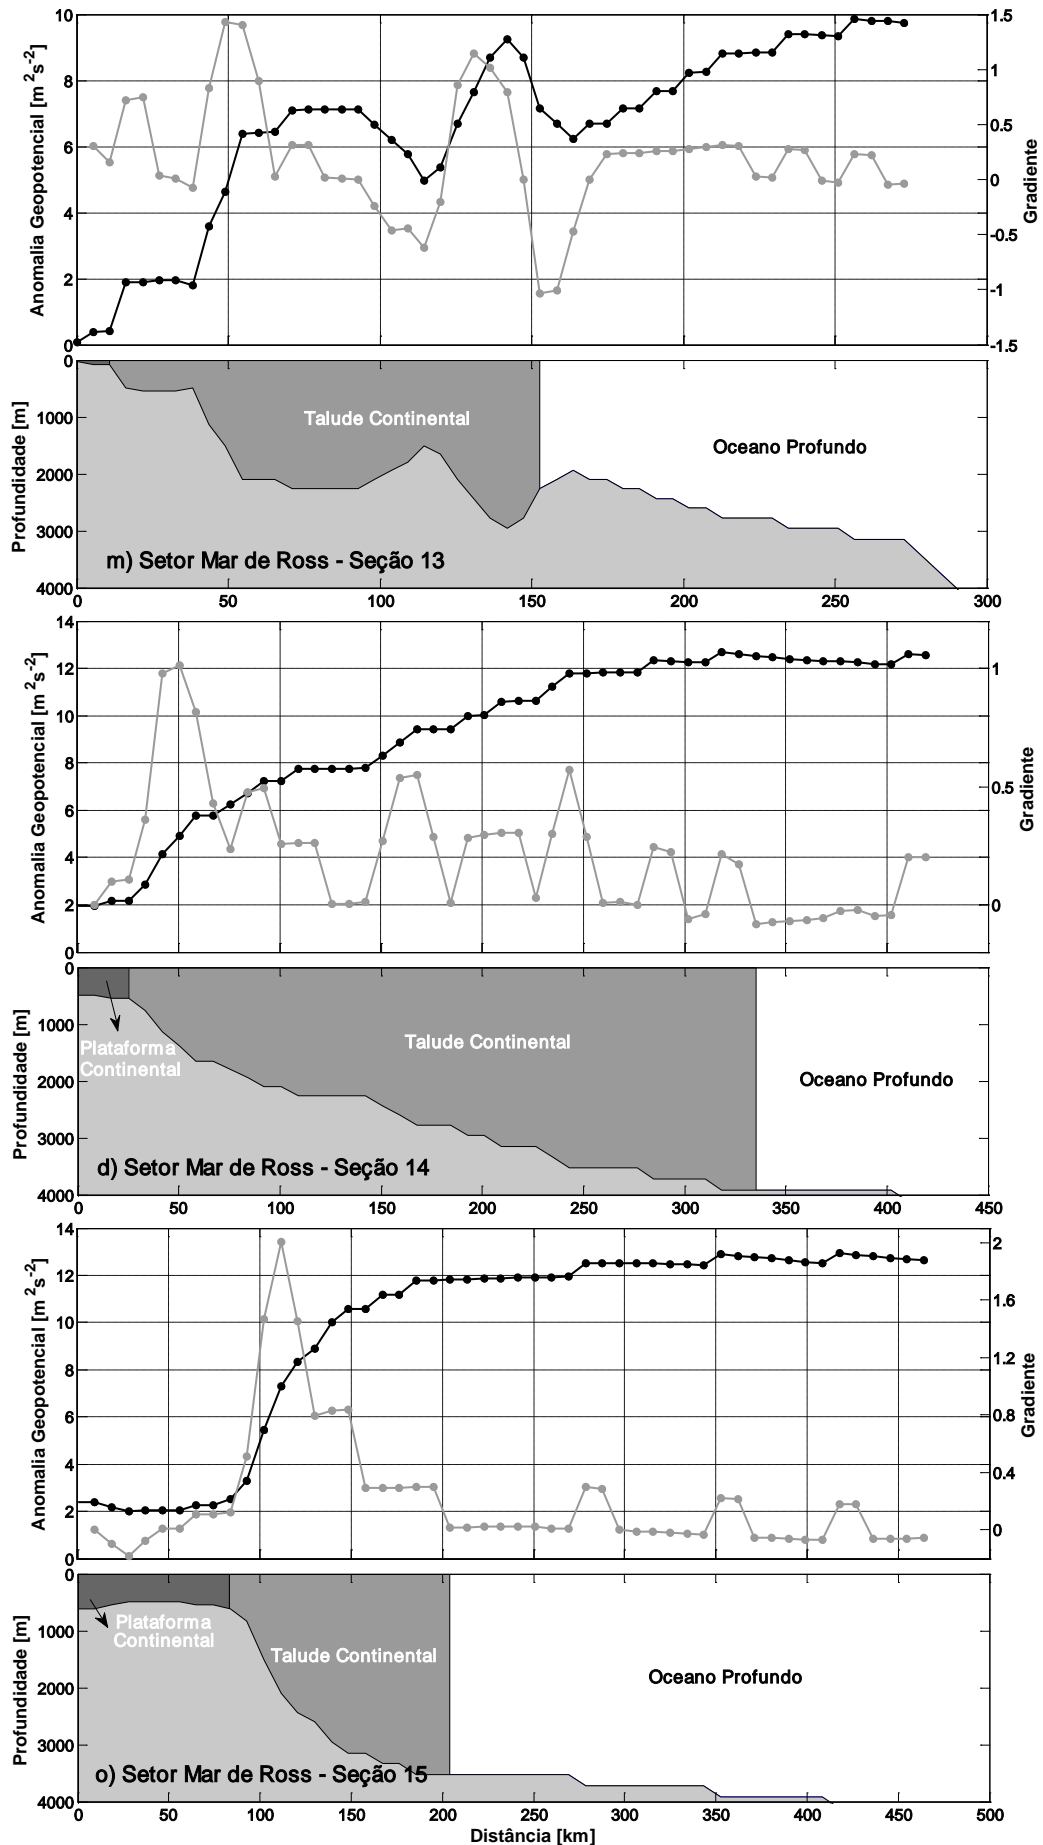 10
8
6
4
2
0
Anomalia Geopotencial [m²s⁻²]
1.5
1
0.5
0
-0.5
-1
-1.5
Gradiente
0
1000
2000
3000
4000
Profundidade [m]
Talude Continental
Oceano Profundo
m) Setor Mar de Ross - Seção 13
0 50 100 150 200 250 300
14
12
10
8
6
4
2
0
Anomalia Geopotencial [m²s⁻²]
1
0.5
0
Gradiente
0
1000
2000
3000
4000
Profundidade [m]
Plataforma
Continental
Talude Continental
Oceano Profundo
d) Setor Mar de Ross - Seção 14
0 50 100 150 200 250 300 350 400 450
14
12
10
8
6
4
2
0
Anomalia Geopotencial [m²s⁻²]
2
1.6
1.2
0.8
0.4
0
Gradiente
0
1000
2000
3000
4000
Profundidade [m]
Plataforma
Continental
Talude Continental
Oceano Profundo
o) Setor Mar de Ross - Seção 15
0 50 100 150 200 250 300 350 400 450 500
Distância [km]